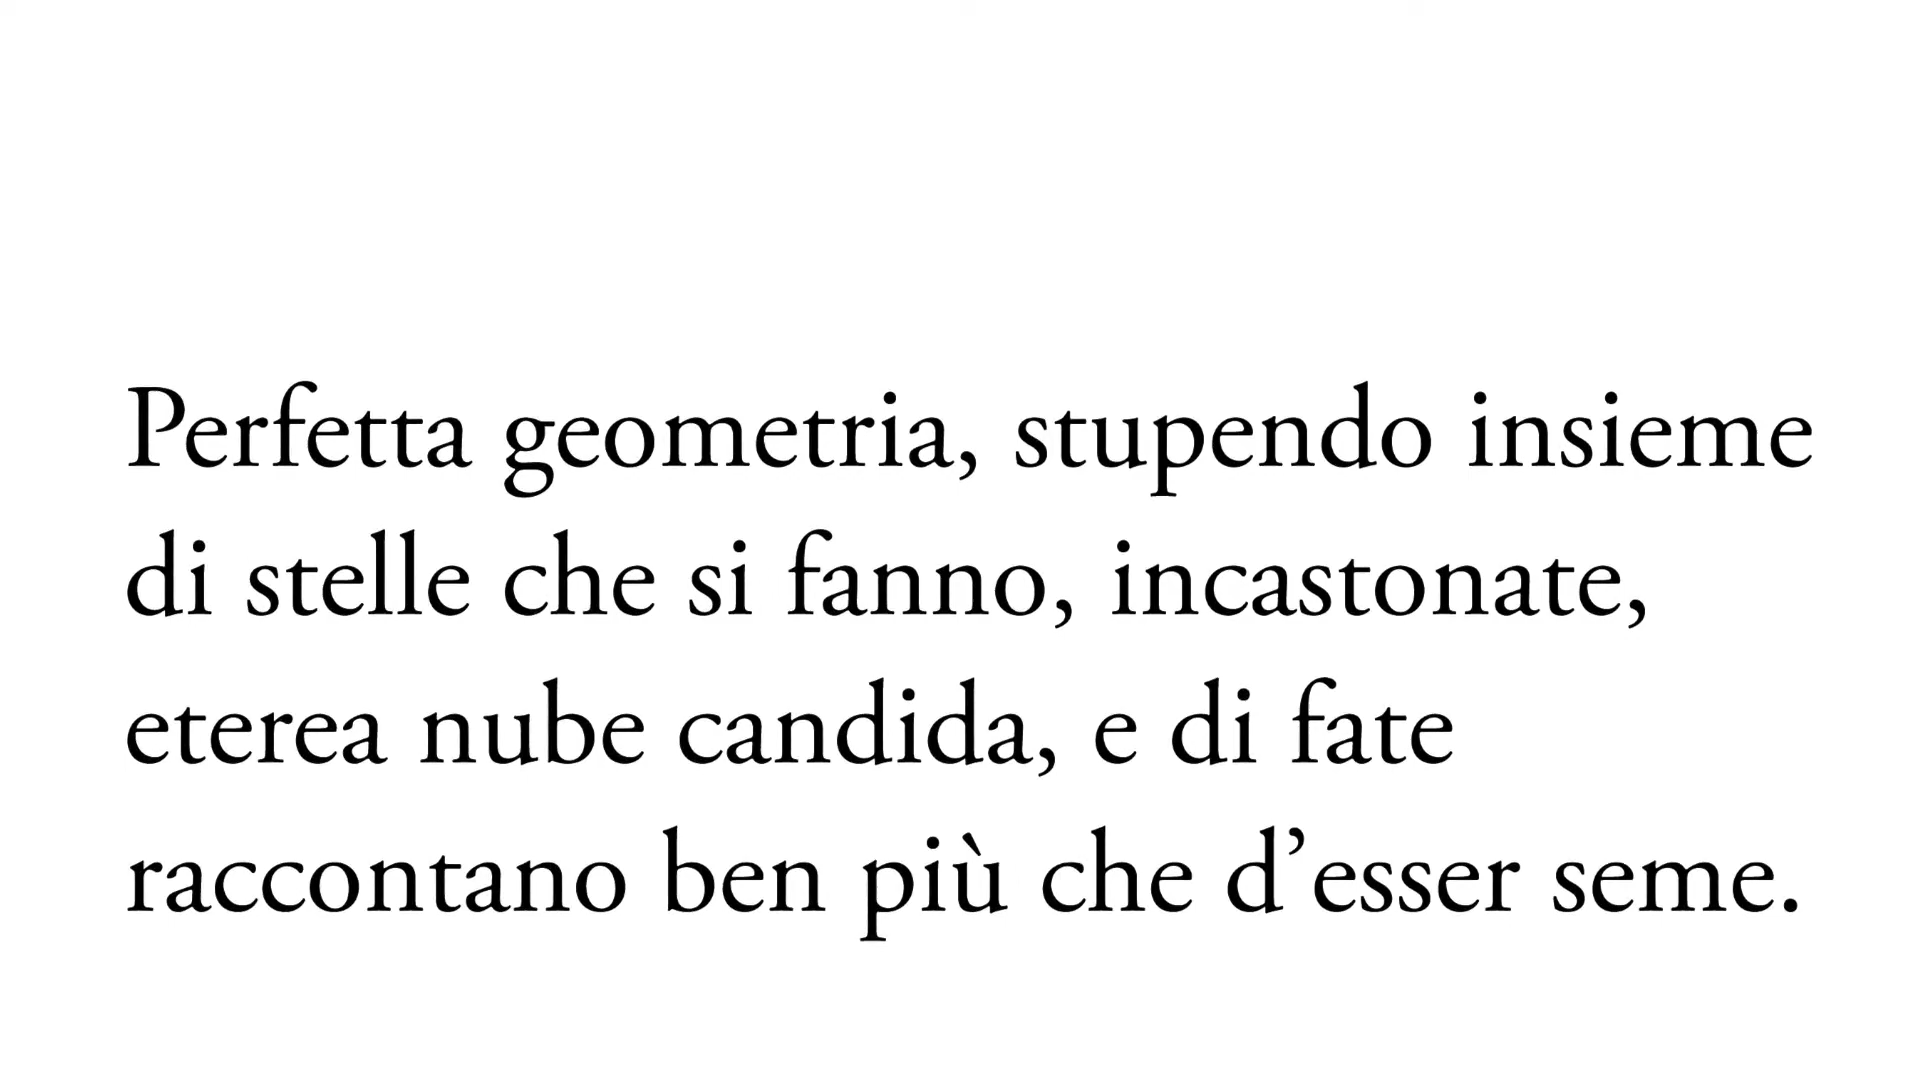 Perfetta geometria, stupendo insieme
di stelle che si fanno, incastonate,
eterea nube candida, e di fate
raccontano ben più che d’esser seme.